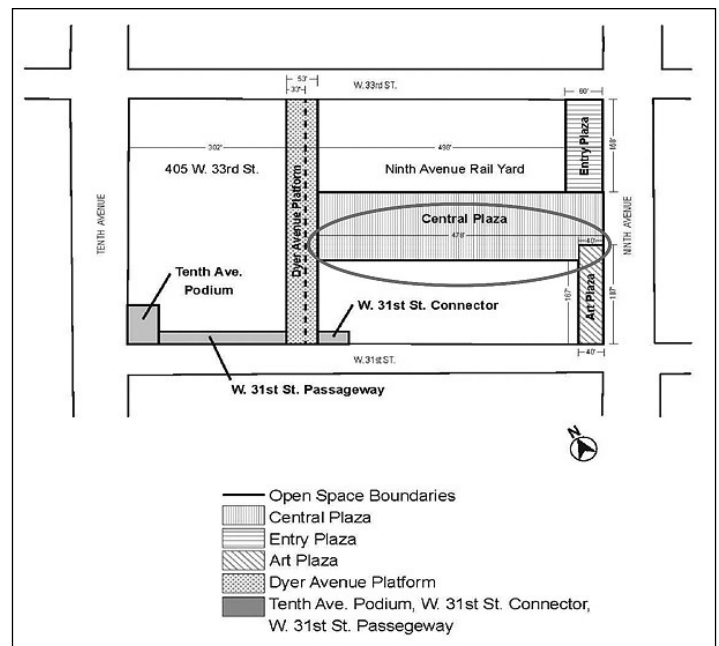 W. 33rd ST.
53'
33'
60'
302'
498'
168'
405 W. 33rd St.
Ninth Avenue Rail Yard
Entry Plaza
Dyer Avenue Platform
Central Plaza
478'
40'
TENTH AVENUE
NINTH AVENUE
Tenth Ave.
Podium
W. 31st St. Connector
167'
Art Plaza
187'
40'
W. 31st ST.
W. 31st St. Passageway
N
Open Space Boundaries
Central Plaza
Entry Plaza
Art Plaza
Dyer Avenue Platform
Tenth Ave. Podium, W. 31st St. Connector,
W. 31st St. Passegeway